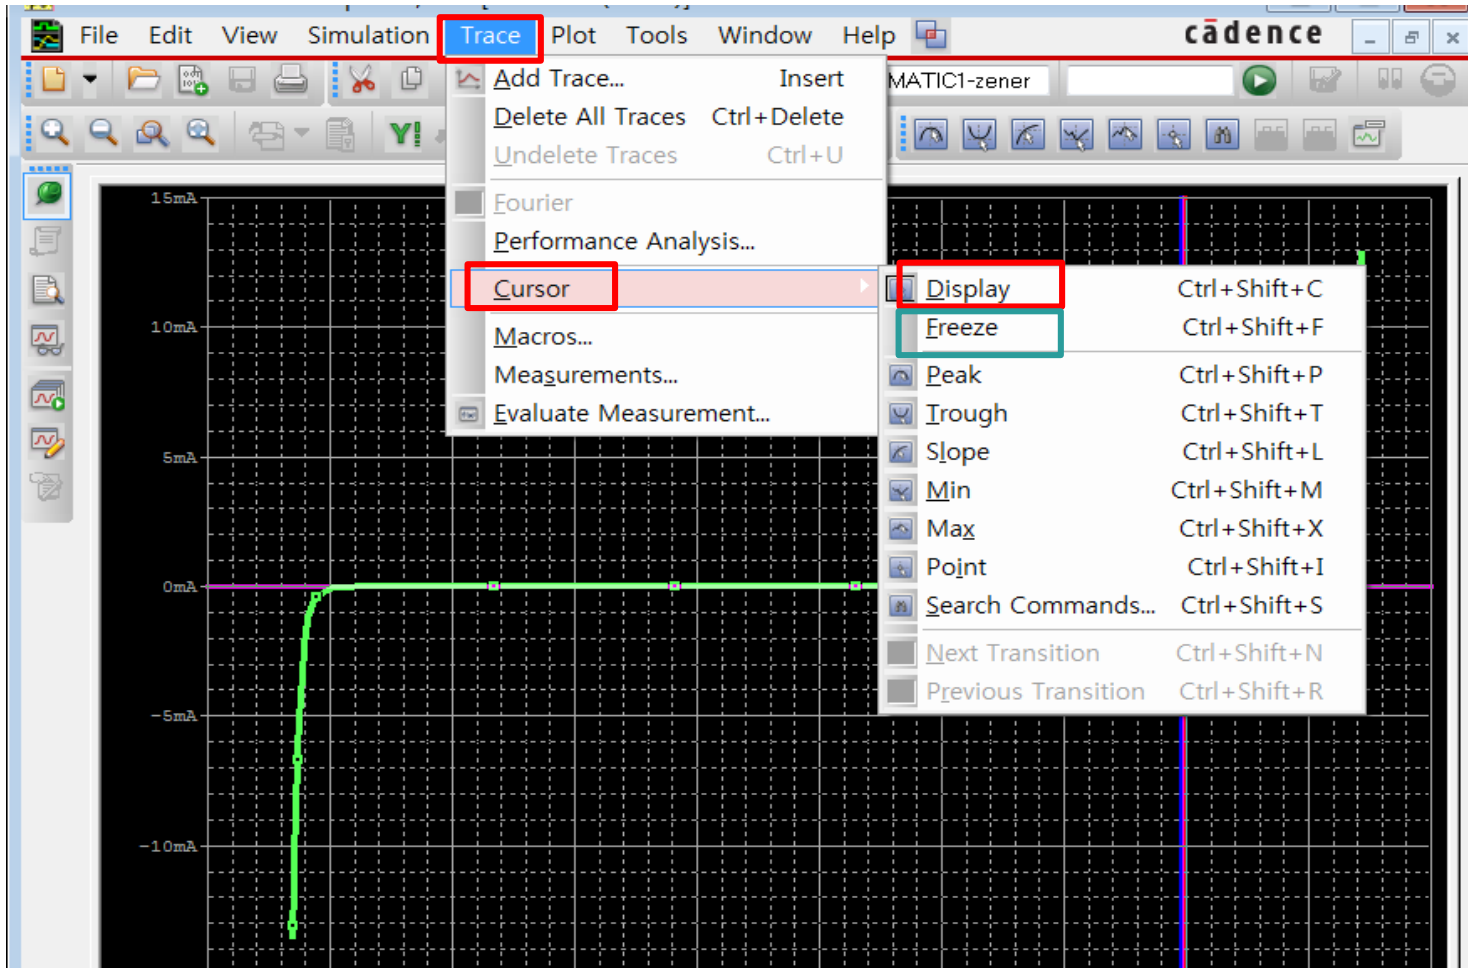 File Edit View Simulation Trace Plot Tools Window Help cādence
MATIC1-zener
Add Trace... Insert
Delete All Traces Ctrl+Delete
Undelete Traces Ctrl+U
Fourier
Performance Analysis...
Cursor
Macros...
Measurements...
Evaluate Measurement...
Display Ctrl+Shift+C
Freeze Ctrl+Shift+F
Peak Ctrl+Shift+P
Trough Ctrl+Shift+T
Slope Ctrl+Shift+L
Min Ctrl+Shift+M
Max Ctrl+Shift+X
Point Ctrl+Shift+I
Search Commands... Ctrl+Shift+S
Next Transition Ctrl+Shift+N
Previous Transition Ctrl+Shift+R
15mA
10mA
5mA
0mA
-5mA
-10mA